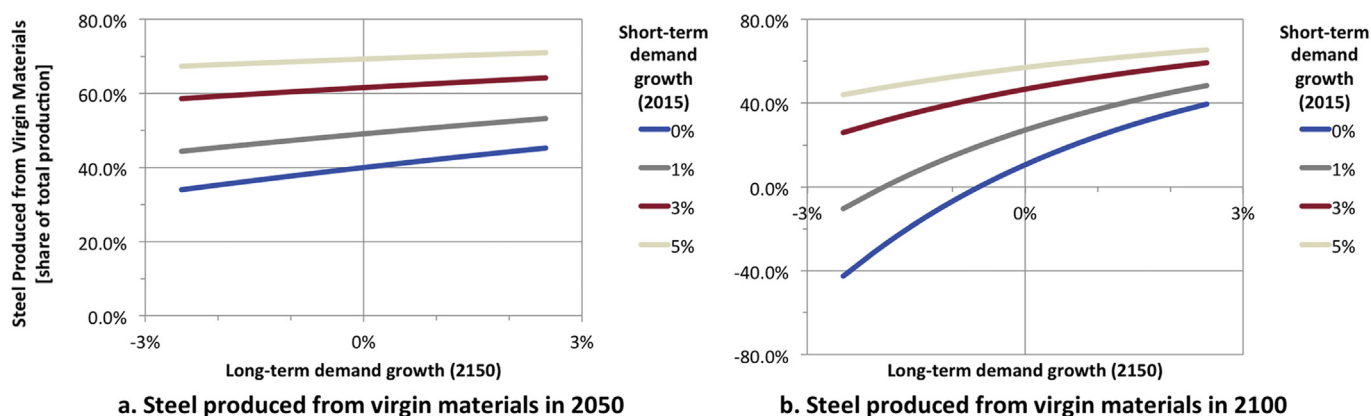 Steel Produced from Virgin Materials
[share of total production]
80.0%
60.0%
40.0%
20.0%
0.0%
-3%
0%
3%
Long-term demand growth (2150)
Short-term
demand
growth
(2015)
0%
1%
3%
5%
a. Steel produced from virgin materials in 2050
80.0%
40.0%
0.0%
-40.0%
-80.0%
-3%
0%
3%
Long-term demand growth (2150)
Short-term
demand
growth
(2015)
0%
1%
3%
5%
b. Steel produced from virgin materials in 2100